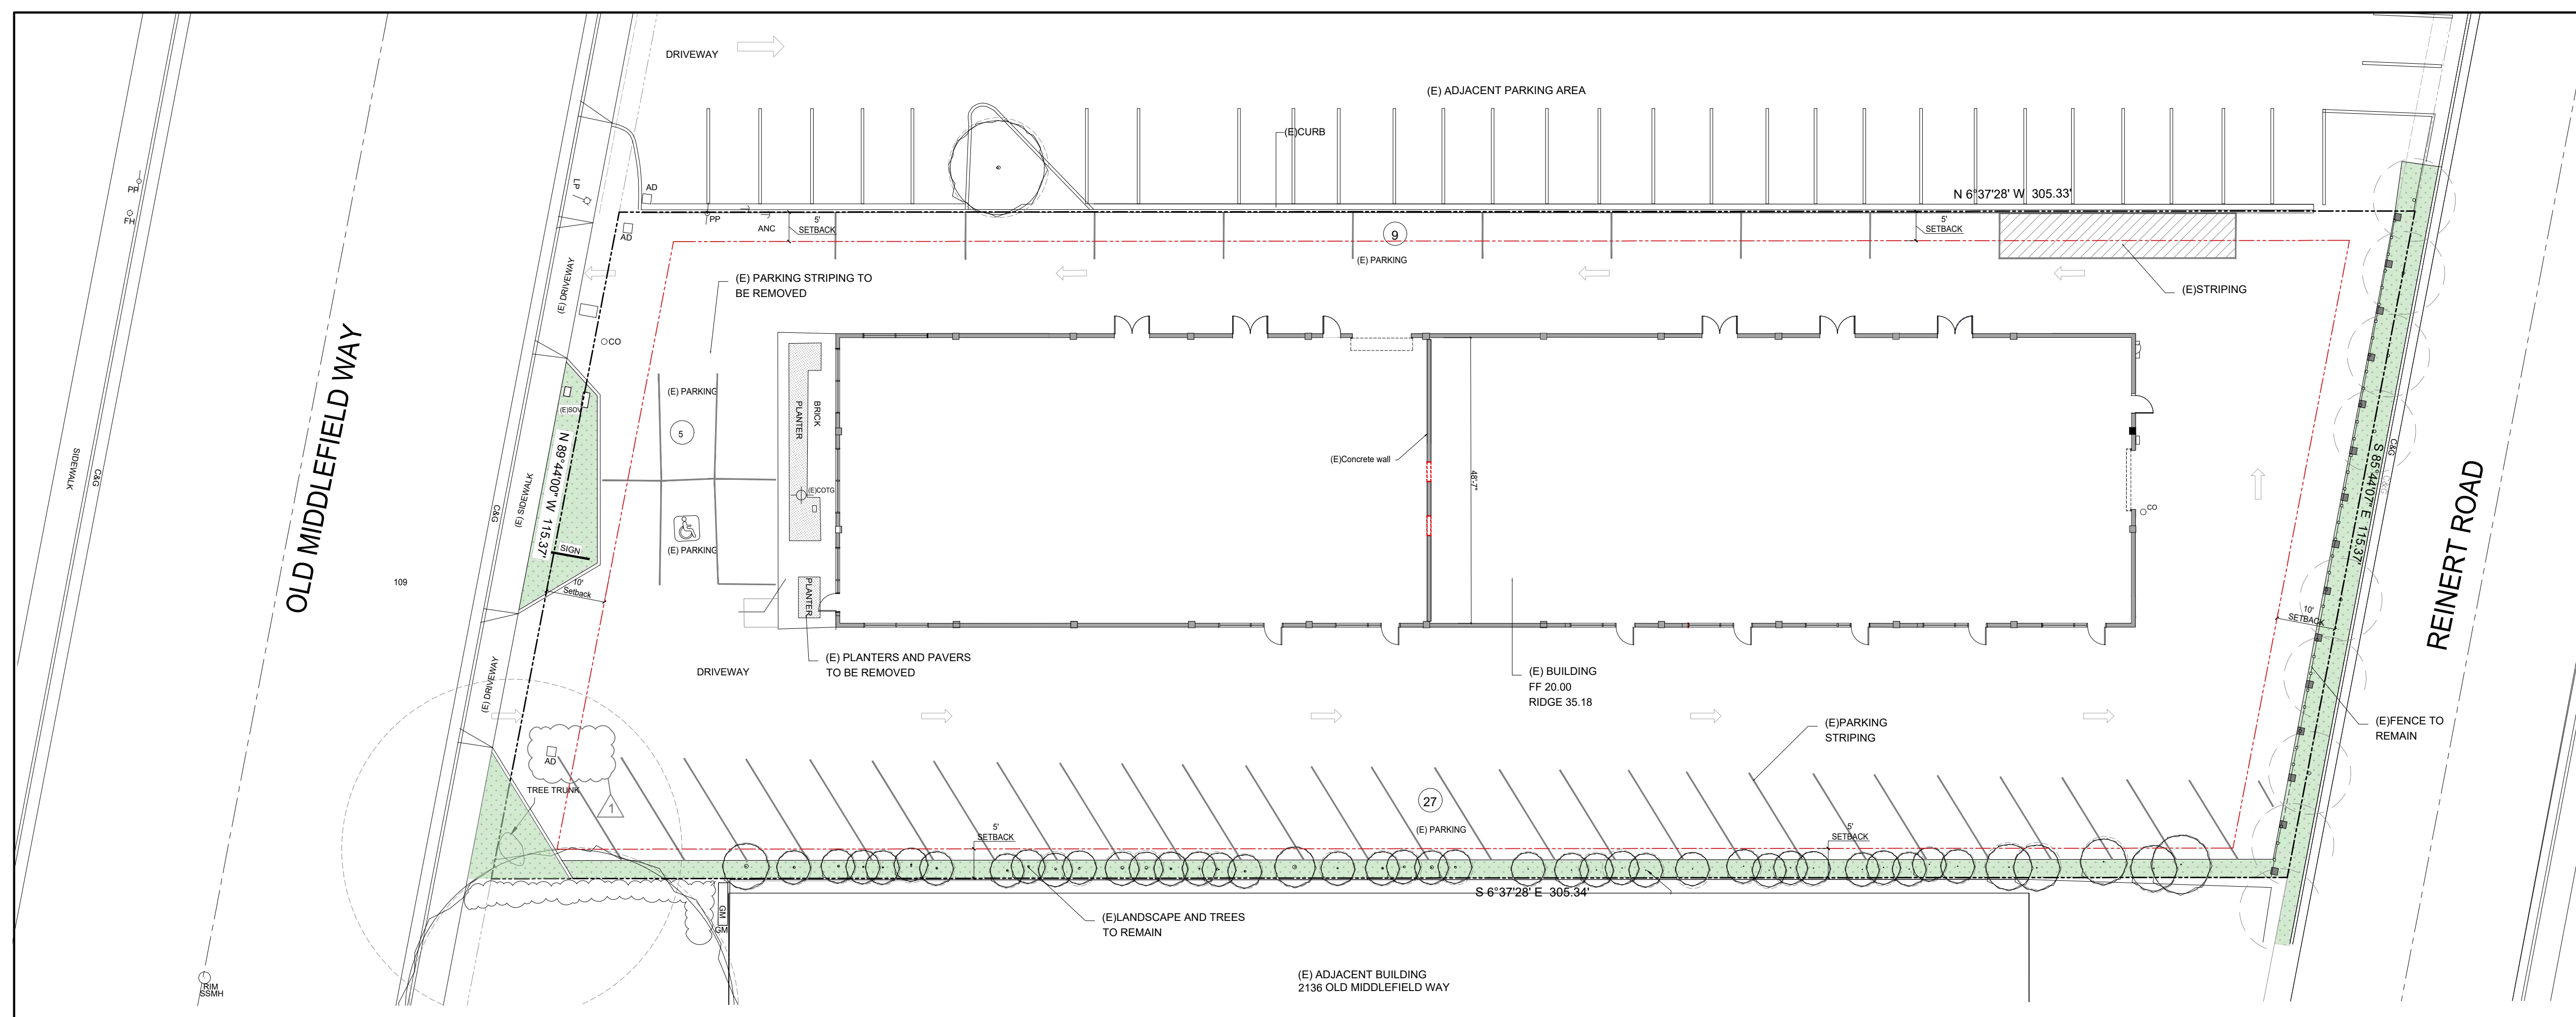 DRIVEWAY
(E) ADJACENT PARKING AREA
(E)CURB
PP
FH
LP
AD
N 6°37'28' W  305.33'
PP
ANC
5'
SETBACK
5'
SETBACK
AD
9
(E) PARKING
(E) DRIVEWAY
(E) PARKING STRIPING TO
BE REMOVED
(E)STRIPING
CO
OLD MIDDLEFIELD WAY
(E) PARKING
BRICK
PLANTER
(E)SOV
5
N 89°44'00" W  115.37'
SIDEWALK
C&G
C&G
(E) SIDEWALK
(E)COTG
(E)Concrete wall
48'-7"
CO
C&G
C&G
S 85°44'07" E  115.37'
REINERT ROAD
SIGN
(E) PARKING
109
10'
Setback
PLANTER
10'
SETBACK
(E) DRIVEWAY
DRIVEWAY
(E) PLANTERS AND PAVERS
TO BE REMOVED
(E) BUILDING
FF 20.00
RIDGE 35.18
(E)PARKING
STRIPING
(E)FENCE TO
REMAIN
AD
TREE TRUNK
1
27
(E) PARKING
5'
SETBACK
5'
SETBACK
S 6°37'28' E  305.34'
GM
GM
(E)LANDSCAPE AND TREES
TO REMAIN
RIM
SSMH
(E) ADJACENT BUILDING
2136 OLD MIDDLEFIELD WAY